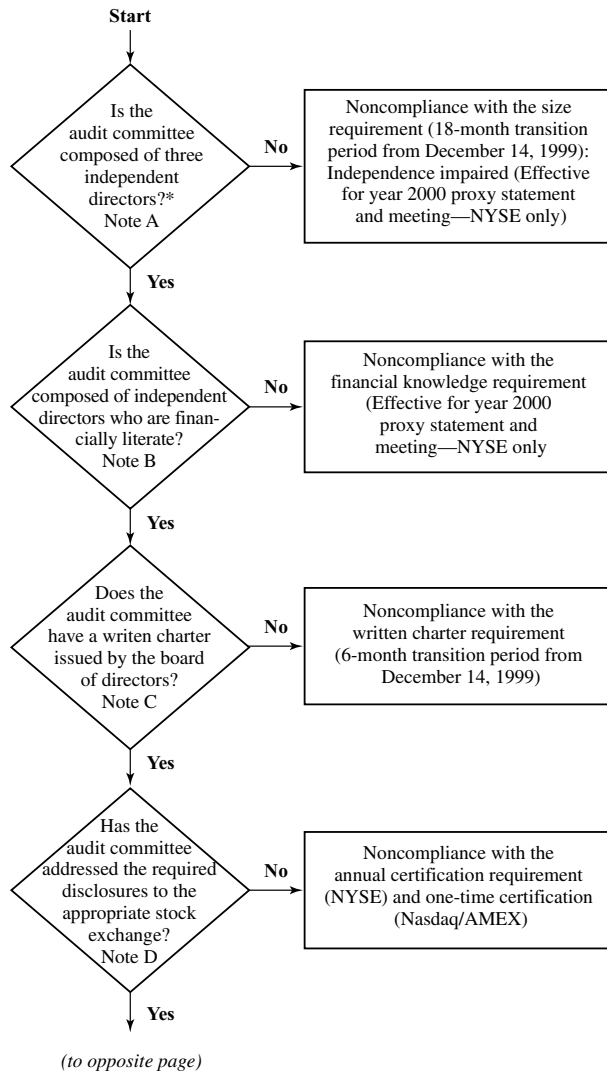 Start
Is the
audit committee
composed of three
independent
directors?*
Note A
No
Noncompliance with the size
requirement (18-month transition
period from December 14, 1999):
Independence impaired (Effective
for year 2000 proxy statement
and meeting—NYSE only)
Yes
Is the
audit committee
composed of independent
directors who are finan-
cially literate?
Note B
No
Noncompliance with the
financial knowledge requirement
(Effective for year 2000
proxy statement and
meeting—NYSE only
Yes
Does the
audit committee
have a writen charter
issued by the board
of directors?
Note C
No
Noncompliance with the
written charter requirement
(6-month transition period from
December 14, 1999)
Yes
Has the
audit committee
addressed the required
disclosures to the
appropriate stock
exchange?
Note D
No
Noncompliance with the
annual certification requirement
(NYSE) and one-time certification
(Nasdaq/AMEX)
Yes
(to opposite page)